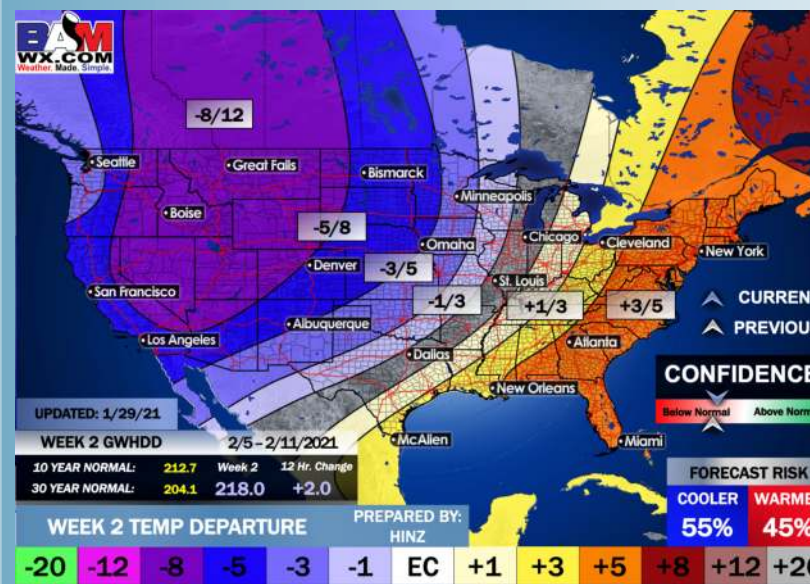 BAM
WX.COM
Weather. Made. Simple.
-8/12
Seattle
Great Falls
Bismarck
Minneapolis
Boise
-5/8
Omaha
Chicago
Cleveland
New York
Denver
-3/5
San Francisco
St. Louis
-1/3
+1/3
+3/5
CURREN
PREVIOU
Albuquerque
Los Angeles
Atlanta
Dallas
CONFIDENCE
Below Normal
Above Norm
New Orleans
McAllen
Miami
UPDATED: 1/29/21
WEEK 2 GWHDD 2/5 - 2/11/2021
10 YEAR NORMAL: 212.7 Week 2 12 Hr. Change
30 YEAR NORMAL: 204.1 218.0 +2.0
FORECAST RISK
COOLER WARME
55% 45%
WEEK 2 TEMP DEPARTURE
PREPARED BY:
HINZ
-20 -12 -8 -5 -3 -1 EC +1 +3 +5 +8 +12 +2